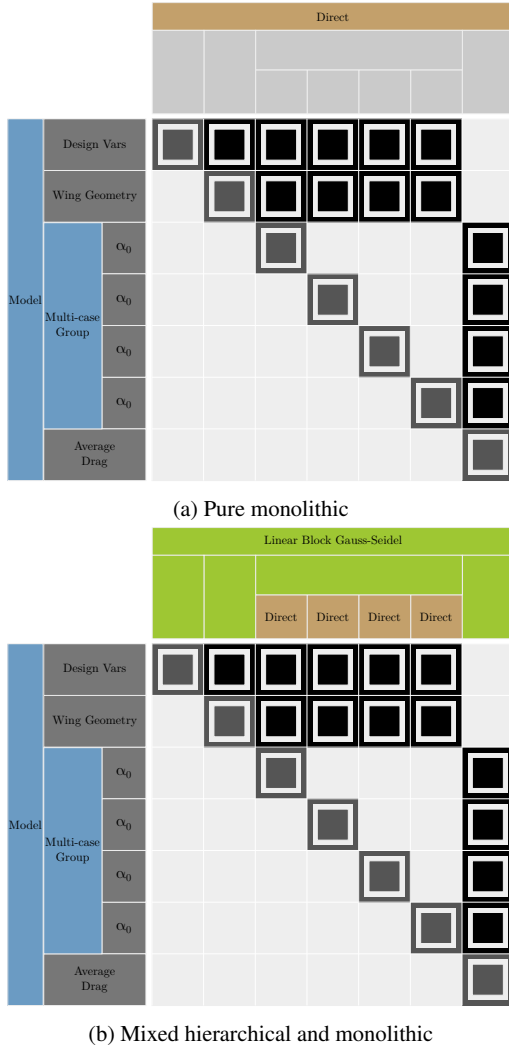 Direct
Design Vars
Wing Geometry
α₀
α₀
Model
Multi-case
Group
α₀
α₀
Average
Drag
(a) Pure monolithic
Linear Block Gauss-Seidel
Direct Direct Direct Direct
Design Vars
Wing Geometry
α₀
α₀
Model
Multi-case
Group
α₀
α₀
Average
Drag
(b) Mixed hierarchical and monolithic